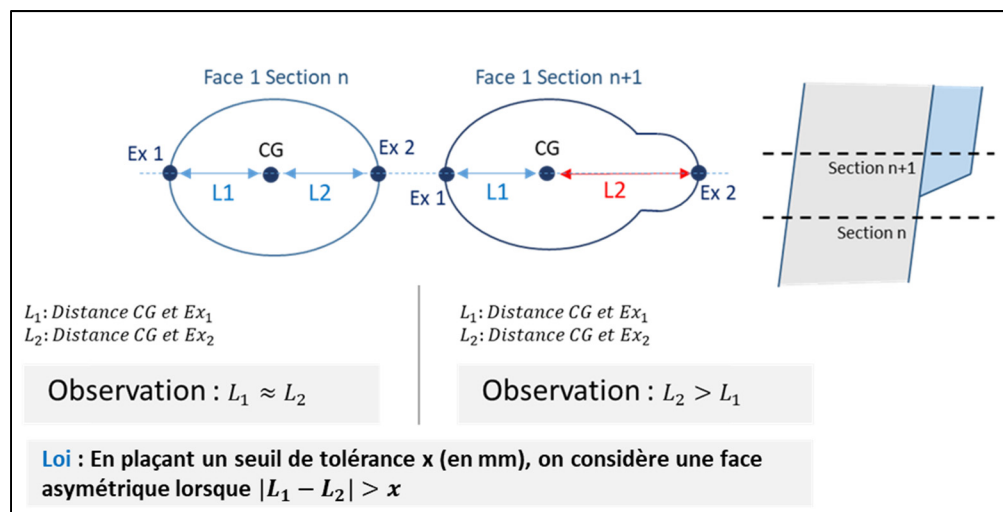 Face 1 Section n
Face 1 Section n+1
Ex 1
CG
Ex 2
L1
L2
Ex 1
CG
L1
L2
Ex 2
Section n+1
Section n
L₁: Distance CG et Ex₁
L₂: Distance CG et Ex₂
Observation : L₁ ≈ L₂
L₁: Distance CG et Ex₁
L₂: Distance CG et Ex₂
Observation : L₂ > L₁
Loi : En plaçant un seuil de tolérance x (en mm), on considère une face
asymétrique lorsque |L₁ − L₂| > x